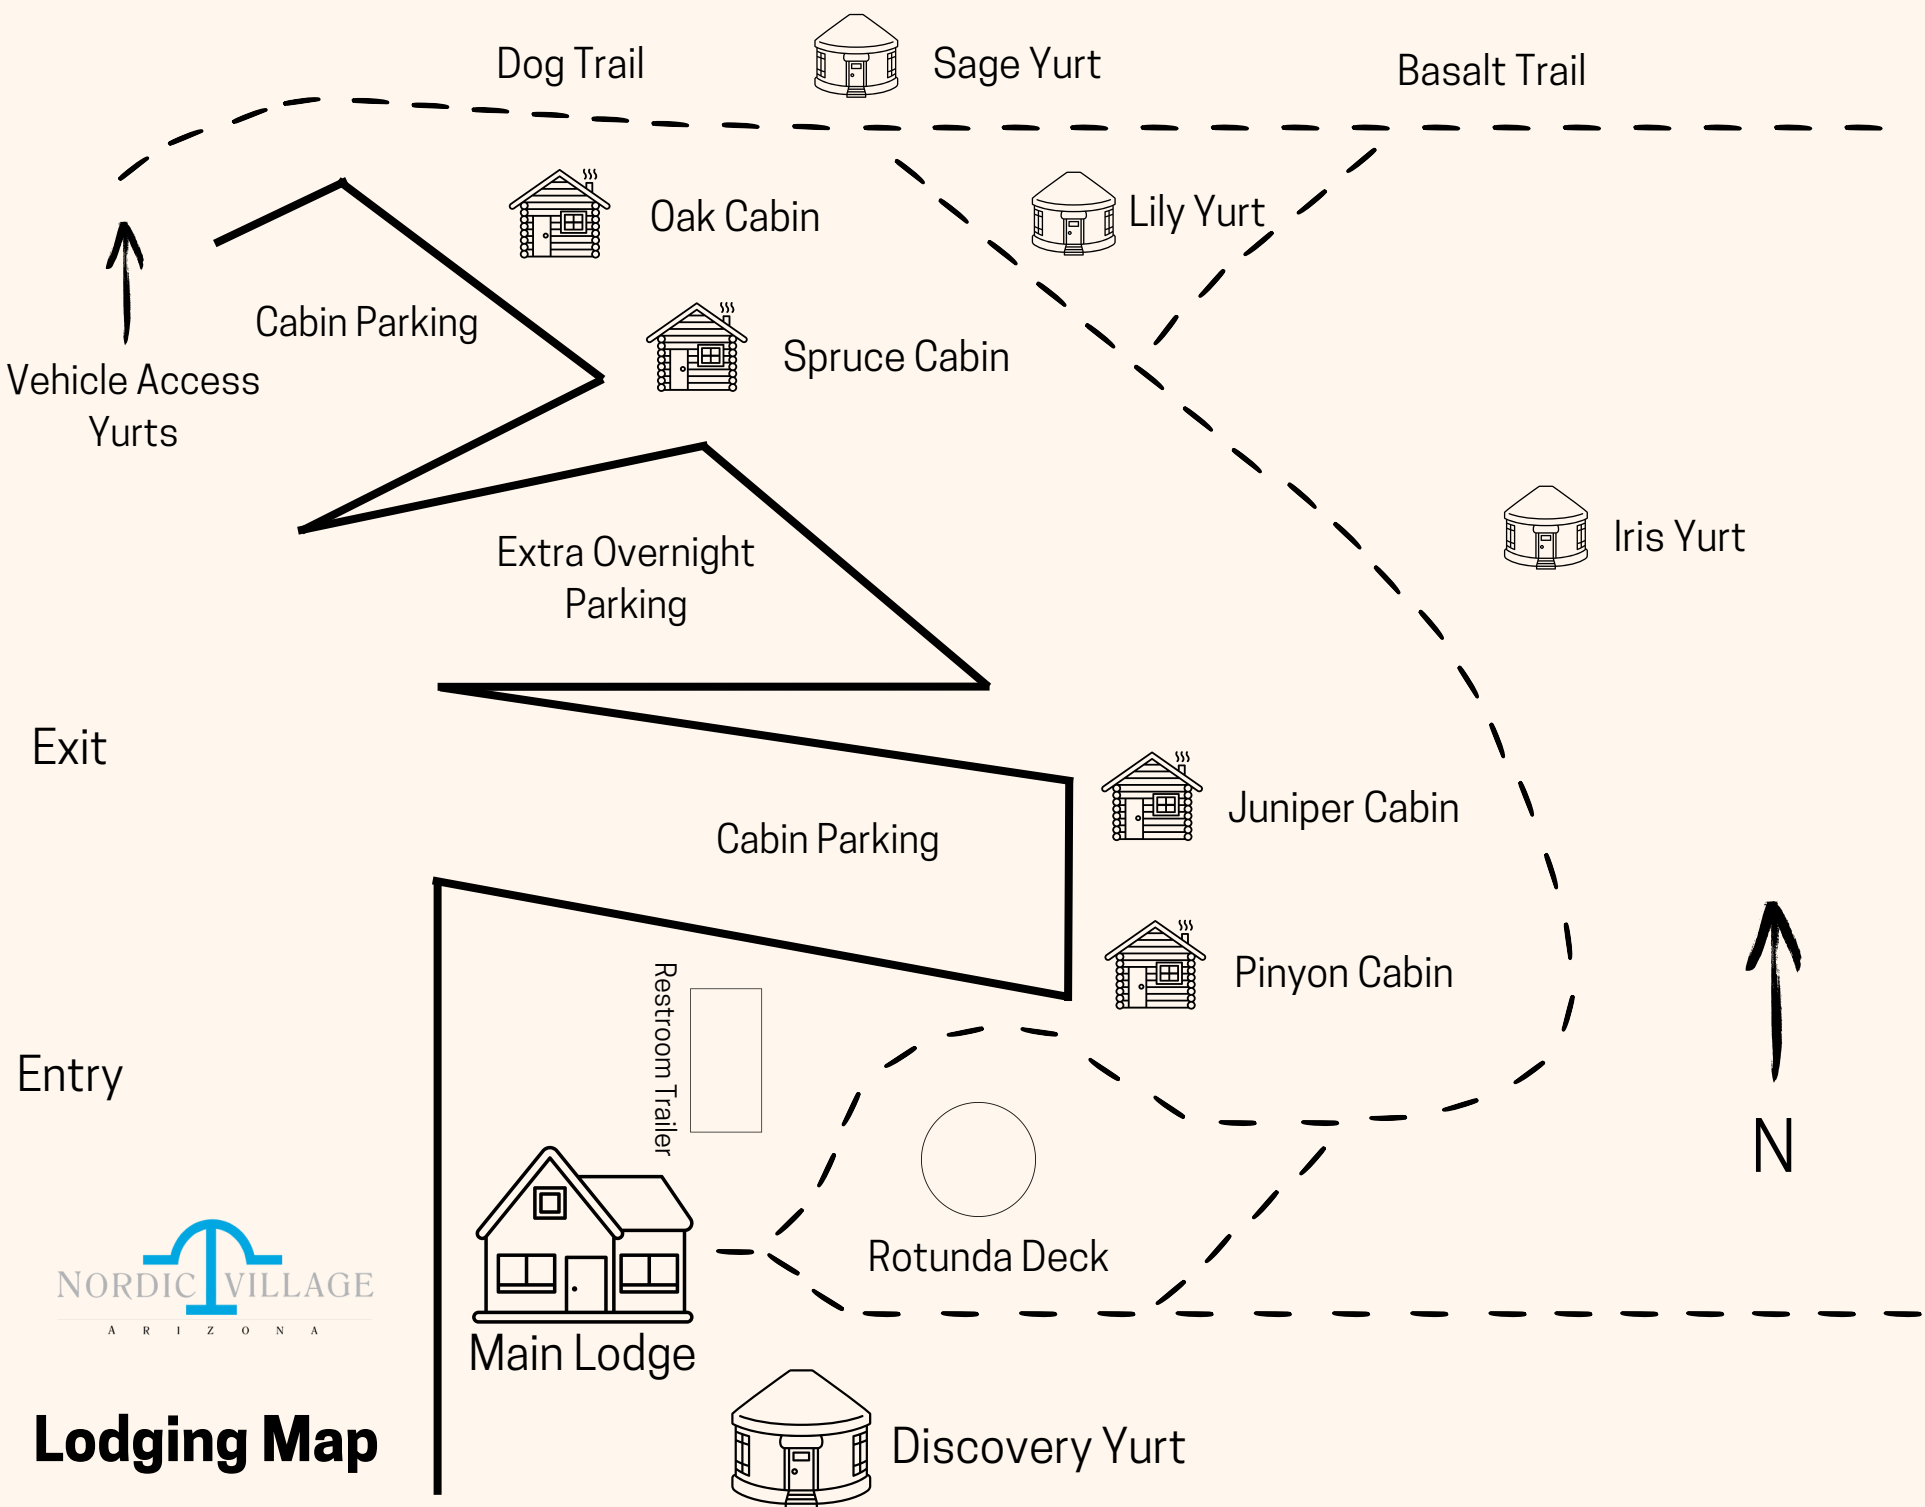 Dog Trail
Sage Yurt
Basalt Trail
Oak Cabin
Lily Yurt
Cabin Parking
Spruce Cabin
Vehicle Access
Yurts
Extra Overnight
Parking
Iris Yurt
Exit
Juniper Cabin
Cabin Parking
Pinyon Cabin
Restroom Trailer
Entry
N
Rotunda Deck
NORDIC VILLAGE
ARIZONA
Main Lodge
Lodging Map
Discovery Yurt